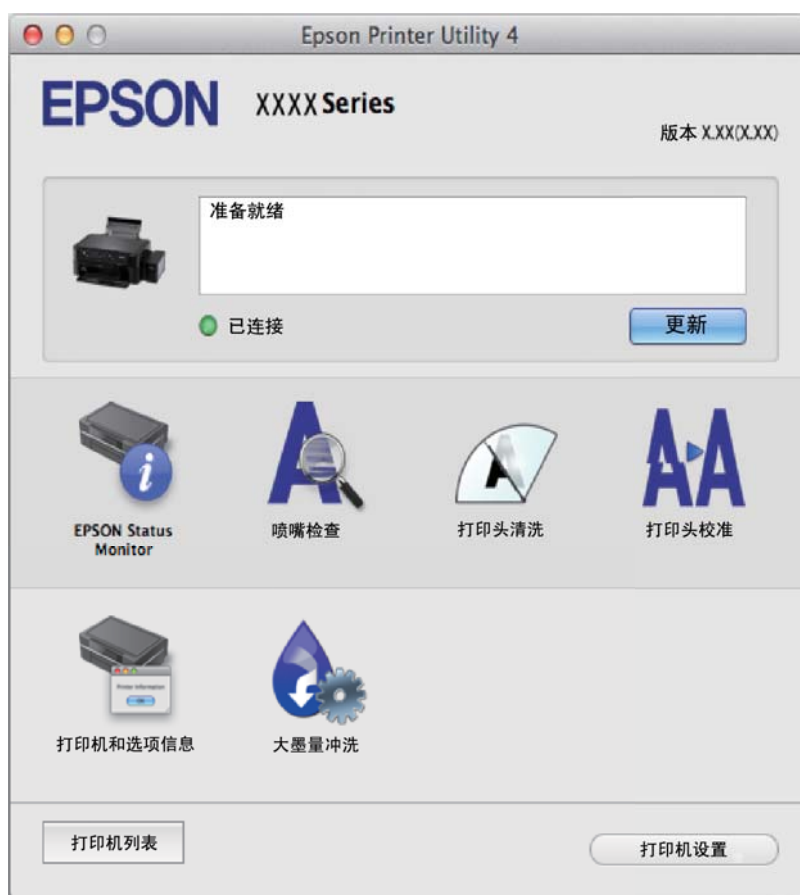 Epson Printer Utility 4
EPSON
XXXX Series
版本 X.XX(X.XX)
准备就绪
已连接
更新
EPSON Status
Monitor
喷嘴检查
打印头清洗
打印头校准
Printer Information
打印机和选项信息
大墨量冲洗
打印机列表
打印机设置